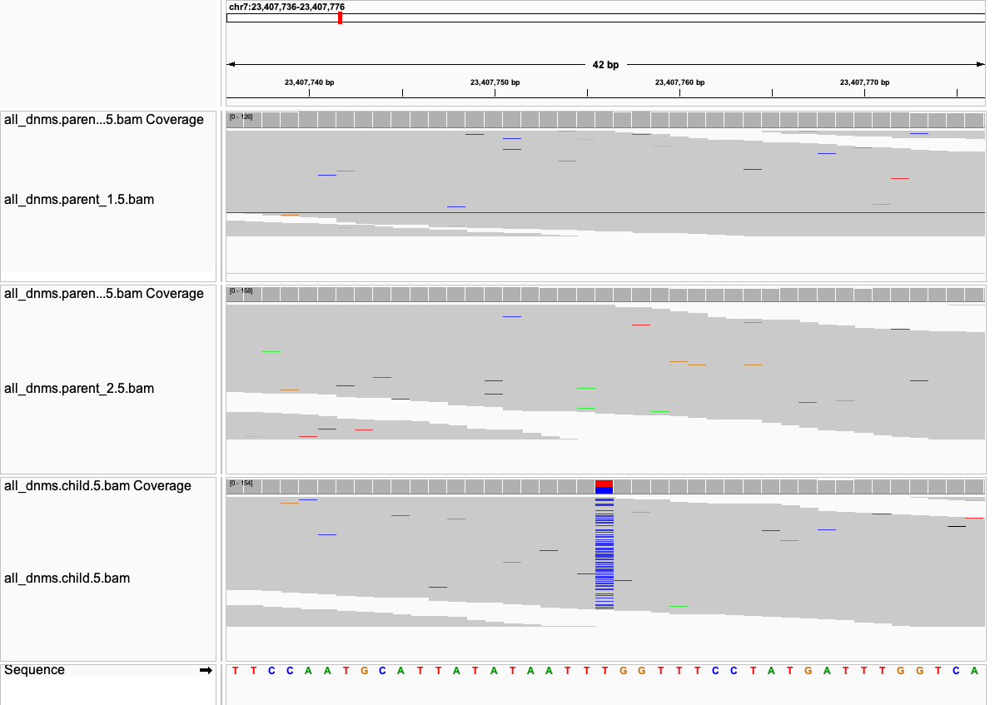 chr7:23,407,736-23,407,776
42 bp
23,407,740 bp 23,407,750 bp 23,407,760 bp 23,407,770 bp
all_dnms.paren...5.bam Coverage
[0 - 126]
all_dnms.parent_1.5.bam
all_dnms.paren...5.bam Coverage
[0 - 158]
all_dnms.parent_2.5.bam
all_dnms.child.5.bam Coverage
[0 - 154]
all_dnms.child.5.bam
Sequence T T C C A A T G C A T T A T A T A A T T T G G T T T C C T A T G A T T T G G T C A